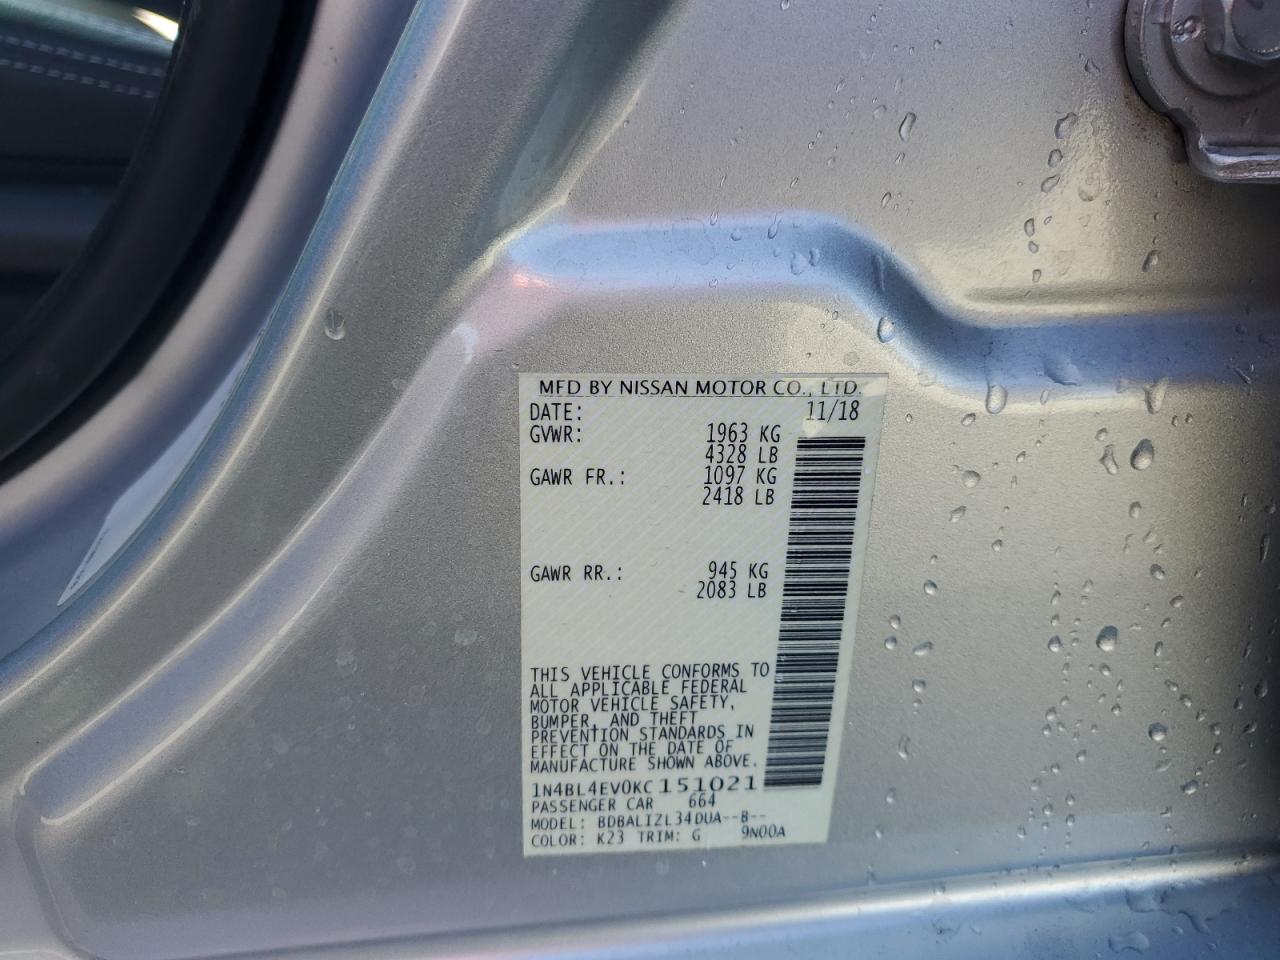 MFD BY NISSAN MOTOR CO., LTD.
DATE: 11/18
GVWR: 1963 KG
4328 LB
GAWR FR.: 1097 KG
2418 LB
GAWR RR.: 945 KG
2083 LB
THIS VEHICLE CONFORMS TO
ALL APPLICABLE FEDERAL
MOTOR VEHICLE SAFETY,
BUMPER, AND THEFT
PREVENTION STANDARDS IN
EFFECT ON THE DATE OF
MANUFACTURE SHOWN ABOVE.
1N4BL4EV0KC151021
PASSENGER CAR 664
MODEL: BDBALIZL34DUA--B--
COLOR: K23 TRIM: G 9N00A